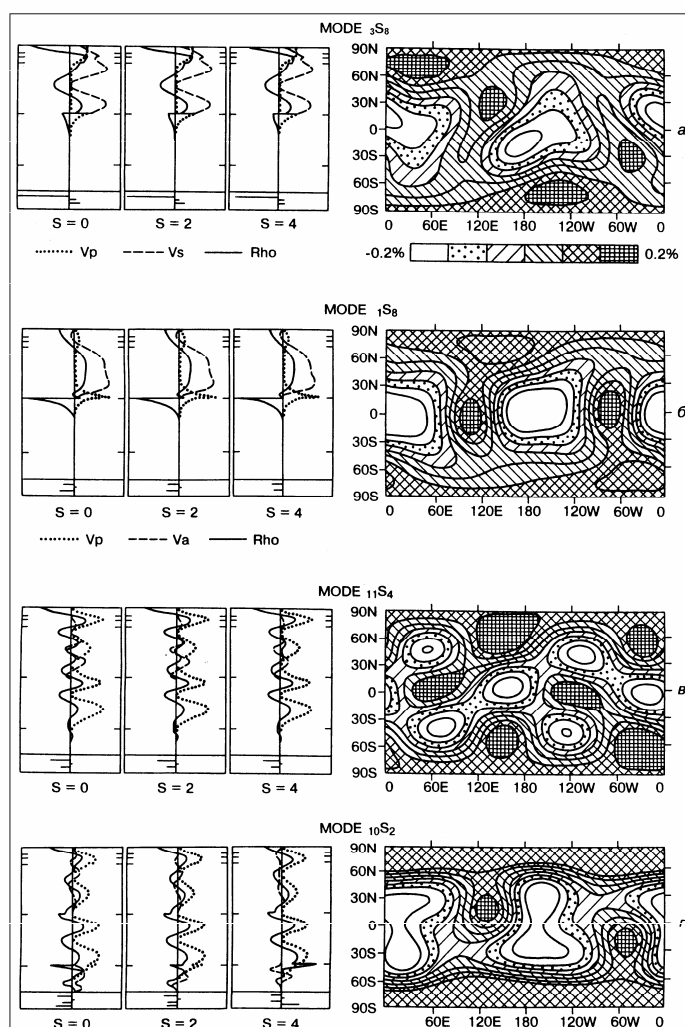 MODE ₃S₈
90N
60N
30N
0
30S
60S
90S
а
60E 120E 180E 120W 60W 0
S = 0 S = 2 S = 4
Vp Vs Rho
-0.2% 0.2%
MODE ₁S₈
90N
60N
30N
0
30S
60S
90S
б
S = 0 S = 2 S = 4
0 60E 120E 180E 120W 60W 0
Vp Va Rho
MODE ₁₁S₄
90N
60N
30N
0
30S
60S
90S
в
S = 0 S = 2 S = 4
0 60E 120E 180E 120W 60W 0
MODE ₁₀S₂
90N
60N
30N
0
30S
60S
90S
г
S = 0 S = 2 S = 4
60E 120E 180E 120W 60W 0